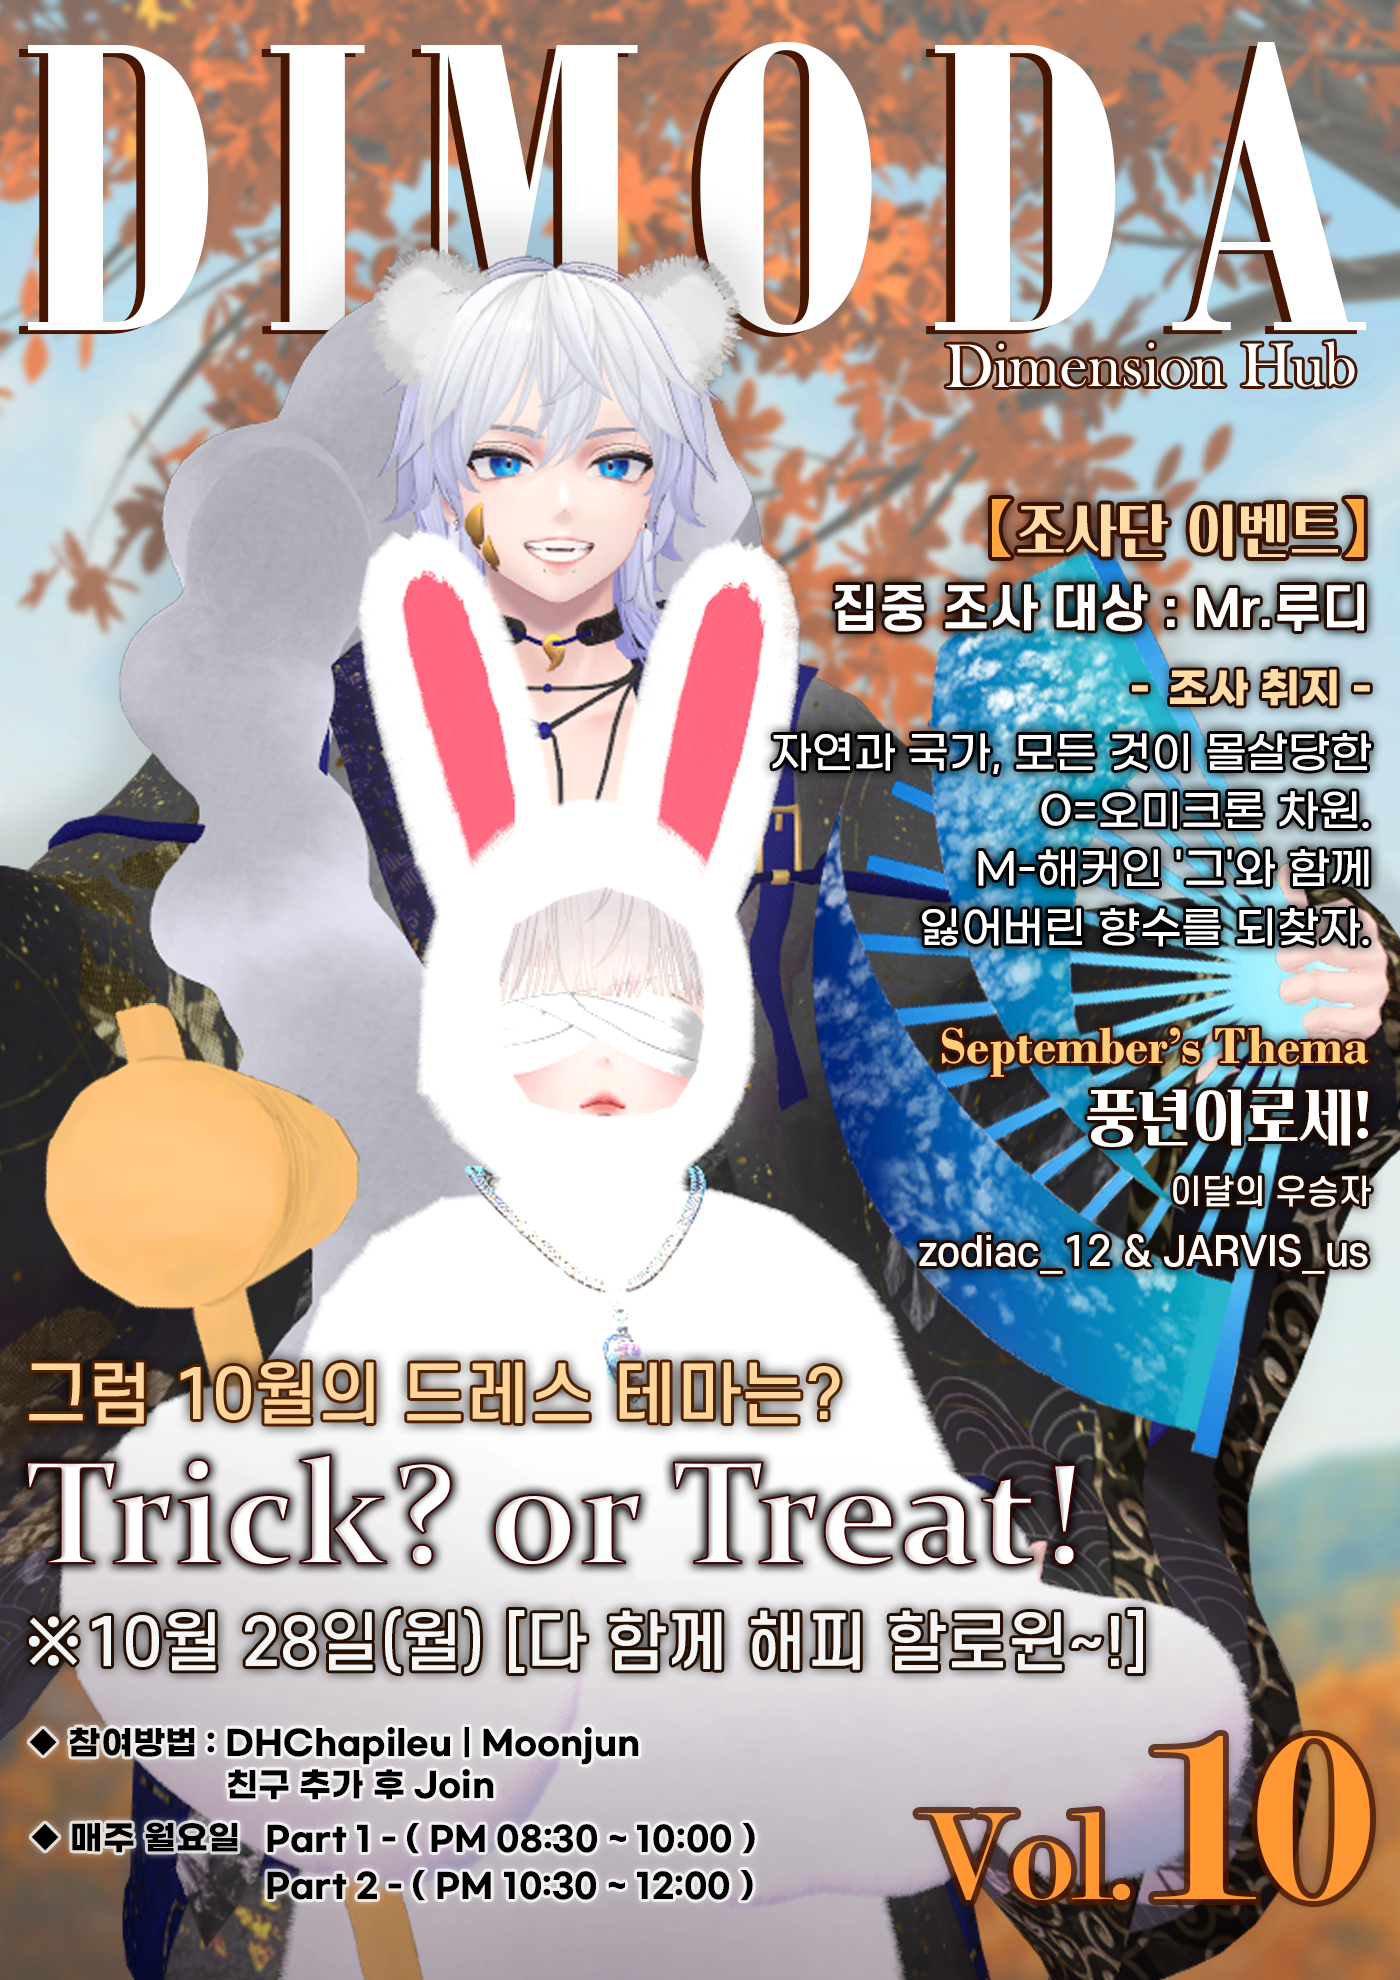 DIMODA
Dimension Hub
【조사단 이벤트】
집중 조사 대상 : Mr.루디
- 조사 취지 -
자연과 국가, 모든 것이 몰살당한
O=오미크론 차원.
M-해커인 '그'와 함께
잃어버린 향수를 되찾자.
September's Thema
풍년이로세!
이달의 우승자
zodiac_12 & JARVIS_us
그럼 10월의 드레스 테마는?
Trick? or Treat!
※10월 28일(월) [다 함께 해피 할로윈~!]
◆ 참여방법 : DHChapileu | Moonjun
친구 추가 후 Join
◆ 매주 월요일 Part 1 - ( PM 08:30 ~ 10:00 )
Part 2 - ( PM 10:30 ~ 12:00 )
Vol.10